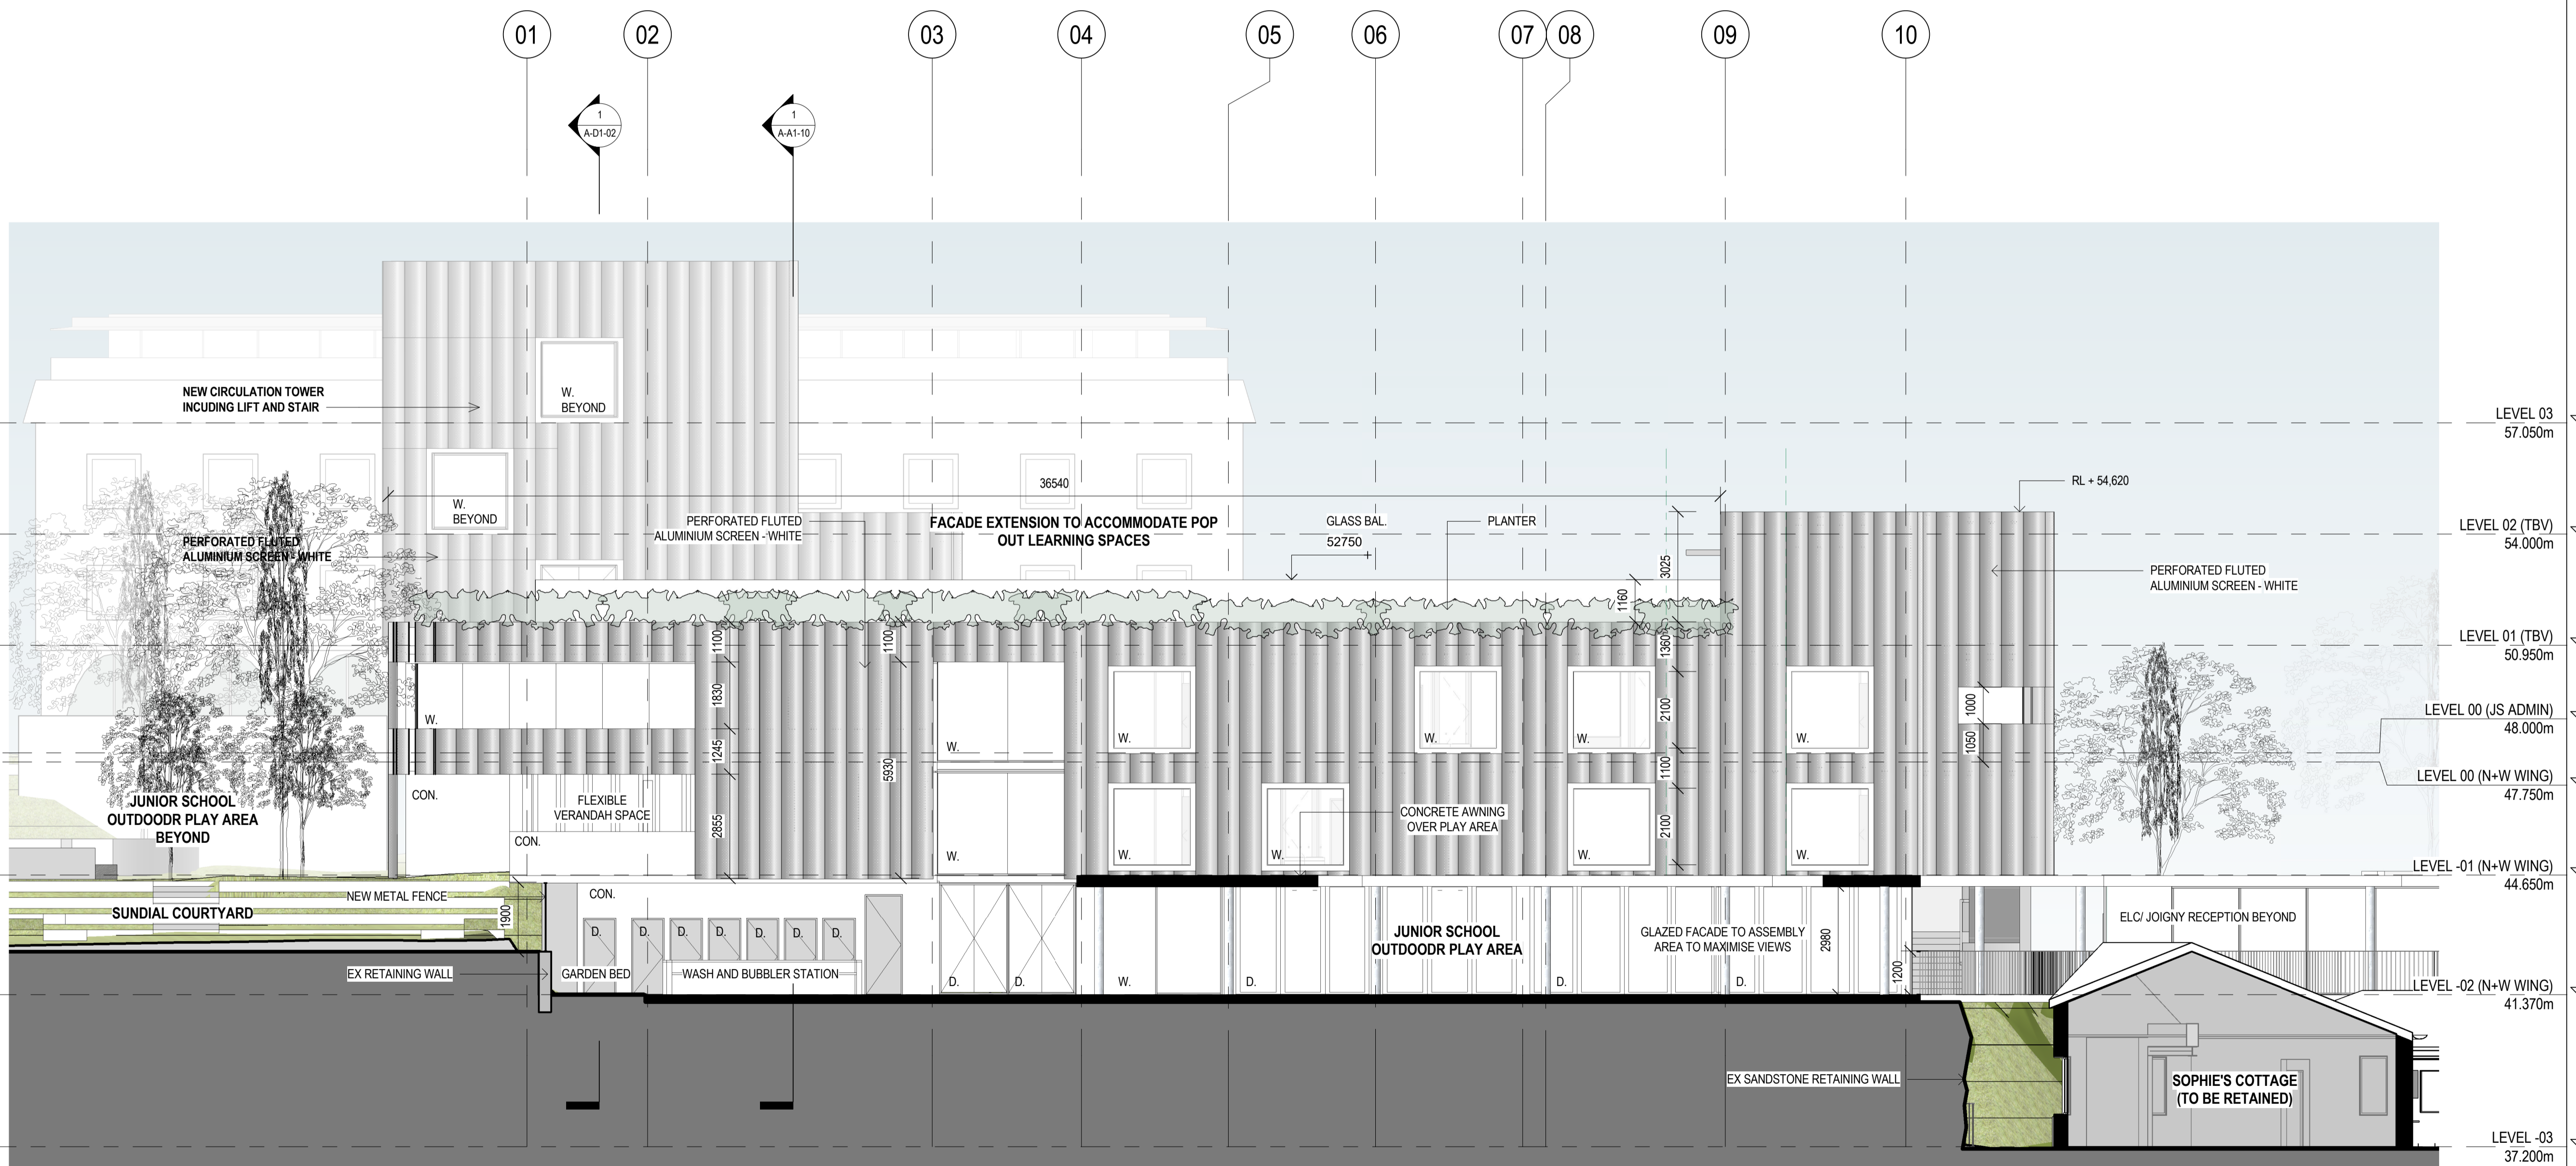 01
02
03
04
05
06
07
08
09
10
1
A-D1-02
1
A-A1-10
NEW CIRCULATION TOWER
INCUDING LIFT AND STAIR
W.
BEYOND
LEVEL 03
57.050m
W.
BEYOND
36540
RL + 54,620
PERFORATED FLUTED
ALUMINIUM SCREEN - WHITE
FACADE EXTENSION TO ACCOMMODATE POP
OUT LEARNING SPACES
GLASS BAL.
52750
PLANTER
LEVEL 02 (TBV)
54.000m
PERFORATED FLUTED
ALUMINIUM SCREEN - WHITE
3025
PERFORATED FLUTED
ALUMINIUM SCREEN - WHITE
1160
1100
1100
1360
LEVEL 01 (TBV)
50.950m
1830
2100
1000
W.
W.
W.
W.
W.
W.
LEVEL 00 (JS ADMIN)
48.000m
1245
5930
1100
1050
LEVEL 00 (N+W WING)
47.750m
CON.
FLEXIBLE
VERANDAH SPACE
JUNIOR SCHOOL
OUTDOODR PLAY AREA
BEYOND
2855
CONCRETE AWNING
OVER PLAY AREA
2100
CON.
W.
W.
W.
W.
W.
LEVEL -01 (N+W WING)
44.650m
NEW METAL FENCE
CON.
SUNDIAL COURTYARD
1900
ELC/ JOIGNY RECEPTION BEYOND
D.
D.
D.
D.
D.
D.
D.
JUNIOR SCHOOL
OUTDOODR PLAY AREA
GLAZED FACADE TO ASSEMBLY
AREA TO MAXIMISE VIEWS
2980
EX RETAINING WALL
GARDEN BED
WASH AND BUBBLER STATION
D.
D.
W.
D.
D.
D.
1200
LEVEL -02 (N+W WING)
41.370m
EX SANDSTONE RETAINING WALL
SOPHIE'S COTTAGE
(TO BE RETAINED)
LEVEL -03
37.200m